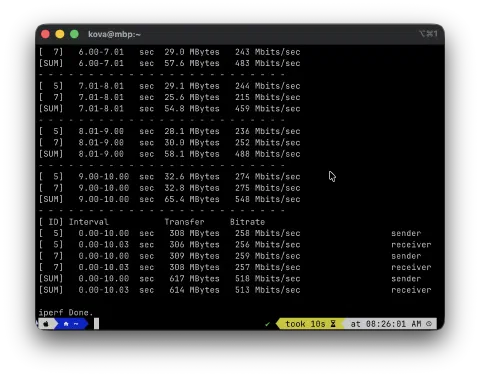 kova@mbp:~
⌥⌘1
[  7]   6.00-7.01   sec  29.0 MBytes   243 Mbits/sec
[SUM]   6.00-7.01   sec  57.6 MBytes   483 Mbits/sec
- - - - - - - - - - - - - - - - - - - - - - - - -
[  5]   7.01-8.01   sec  29.1 MBytes   244 Mbits/sec
[  7]   7.01-8.01   sec  25.6 MBytes   215 Mbits/sec
[SUM]   7.01-8.01   sec  54.8 MBytes   459 Mbits/sec
- - - - - - - - - - - - - - - - - - - - - - - - -
[  5]   8.01-9.00   sec  28.1 MBytes   236 Mbits/sec
[  7]   8.01-9.00   sec  30.0 MBytes   252 Mbits/sec
[SUM]   8.01-9.00   sec  58.1 MBytes   488 Mbits/sec
- - - - - - - - - - - - - - - - - - - - - - - - -
[  5]   9.00-10.00  sec  32.6 MBytes   274 Mbits/sec
[  7]   9.00-10.00  sec  32.8 MBytes   275 Mbits/sec
[SUM]   9.00-10.00  sec  65.4 MBytes   548 Mbits/sec
- - - - - - - - - - - - - - - - - - - - - - - - -
[ ID] Interval           Transfer     Bitrate
[  5]   0.00-10.00  sec   308 MBytes   258 Mbits/sec                  sender
[  5]   0.00-10.03  sec   306 MBytes   256 Mbits/sec                  receiver
[  7]   0.00-10.00  sec   309 MBytes   259 Mbits/sec                  sender
[  7]   0.00-10.03  sec   308 MBytes   257 Mbits/sec                  receiver
[SUM]   0.00-10.00  sec   617 MBytes   518 Mbits/sec                  sender
[SUM]   0.00-10.03  sec   614 MBytes   513 Mbits/sec                  receiver
iperf Done.
~ ✓ took 10s at 08:26:01 AM